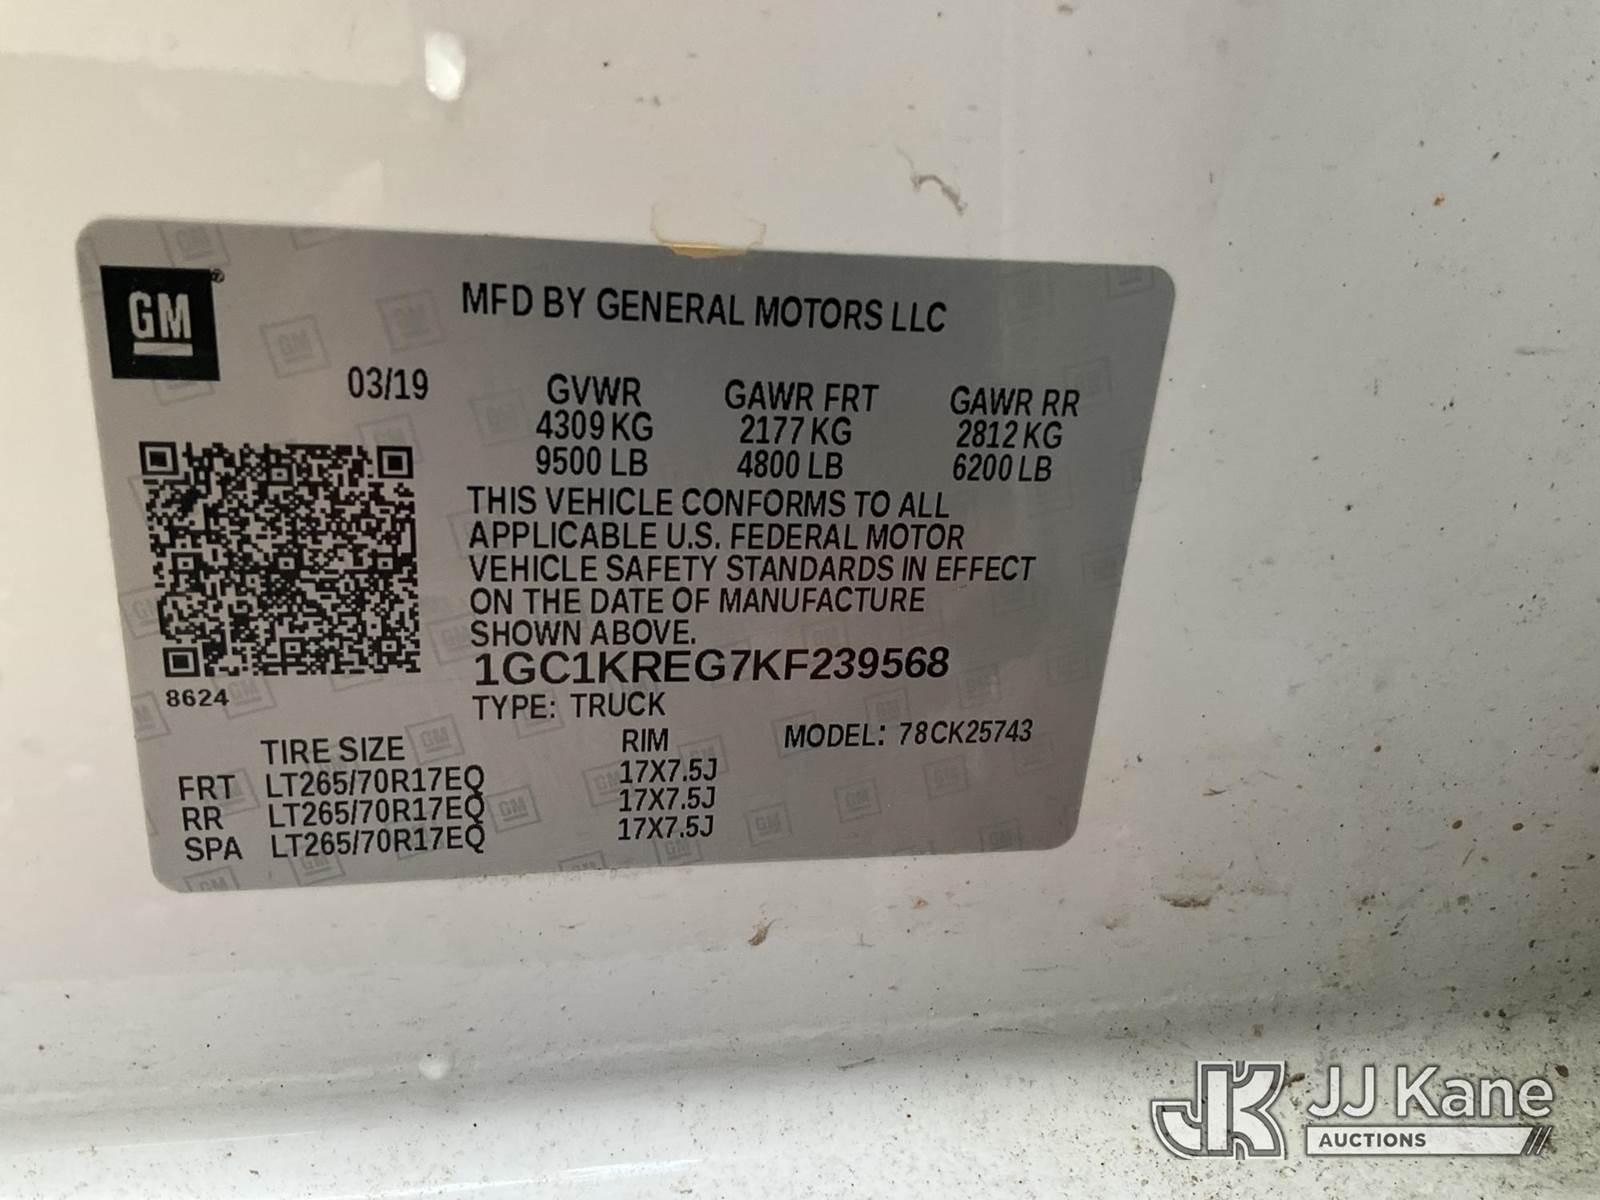 GM®
MFD BY GENERAL MOTORS LLC
03/19
GVWR GAWR FRT GAWR RR
4309 KG 2177 KG 2812 KG
9500 LB 4800 LB 6200 LB
THIS VEHICLE CONFORMS TO ALL
APPLICABLE U.S. FEDERAL MOTOR
VEHICLE SAFETY STANDARDS IN EFFECT
ON THE DATE OF MANUFACTURE
SHOWN ABOVE.
1GC1KREG7KF239568
8624
TYPE: TRUCK
MODEL: 78CK25743
TIRE SIZE RIM
FRT LT265/70R17EQ 17X7.5J
RR LT265/70R17EQ 17X7.5J
SPA LT265/70R17EQ 17X7.5J
JK JJ Kane
AUCTIONS